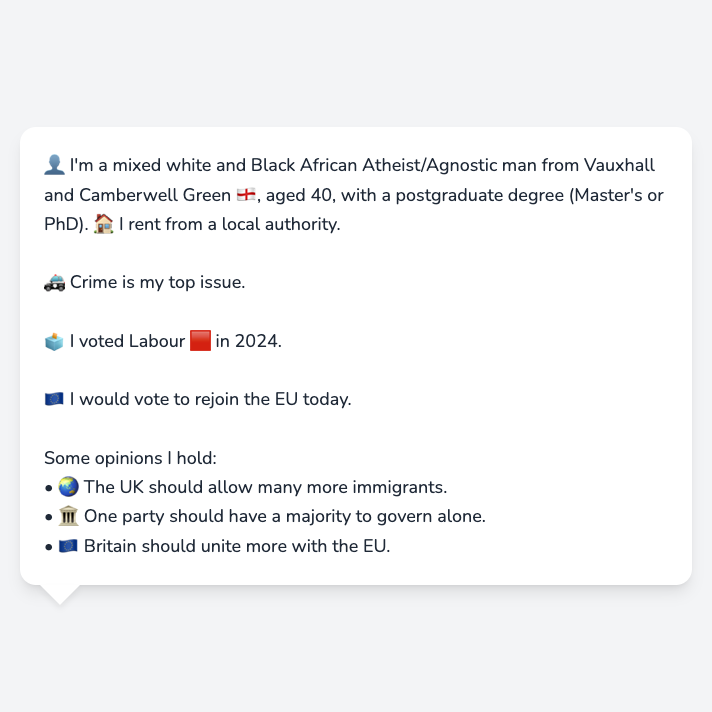 👤 I'm a mixed white and Black African Atheist/Agnostic man from Vauxhall
and Camberwell Green 🏴󠁧󠁢󠁥󠁮󠁧󠁿, aged 40, with a postgraduate degree (Master's or
PhD). 🏠 I rent from a local authority.
🚓 Crime is my top issue.
🗳️ I voted Labour 🟥 in 2024.
🇪🇺 I would vote to rejoin the EU today.
Some opinions I hold:
• 🌏 The UK should allow many more immigrants.
• 🏛️ One party should have a majority to govern alone.
• 🇪🇺 Britain should unite more with the EU.